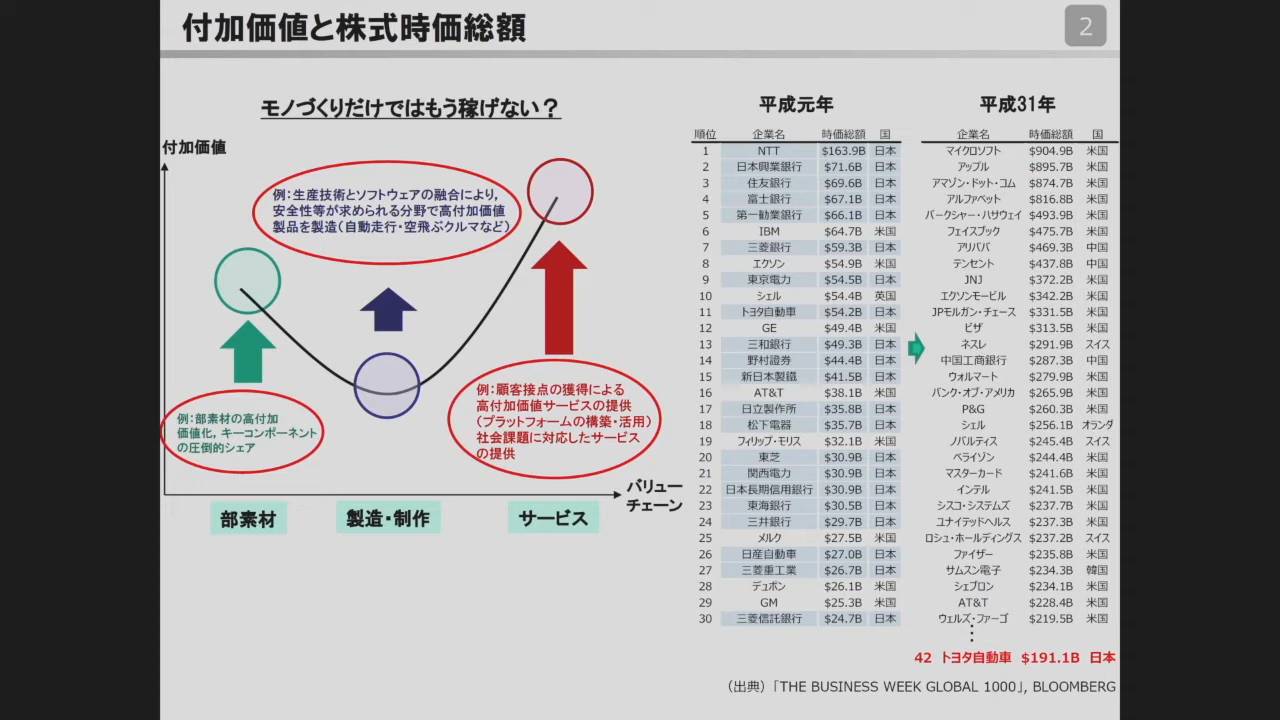 付加価値と株式時価総額
2
モノづくりだけではもう稼げない？
付加価値
例：生産技術とソフトウェアの融合により，
安全性等が求められる分野で高付加価値
製品を製造（自動走行・空飛ぶクルマなど）
例：部素材の高付加
価値化，キーコンポーネント
の圧倒的シェア
例：顧客接点の獲得による
高付加価値サービスの提供
（プラットフォームの構築・活用）
社会課題に対応したサービス
の提供
バリュー
チェーン
部素材
製造・制作
サービス
平成元年
順位 企業名 時価総額 国
1 NTT $163.9B 日本
2 日本興業銀行 $71.6B 日本
3 住友銀行 $69.6B 日本
4 富士銀行 $67.1B 日本
5 第一勧業銀行 $66.1B 日本
6 IBM $64.7B 米国
7 三菱銀行 $59.3B 日本
8 エクソン $54.9B 米国
9 東京電力 $54.5B 日本
10 シェル $54.4B 英国
11 トヨタ自動車 $54.2B 日本
12 GE $49.4B 米国
13 三和銀行 $49.3B 日本
14 野村證券 $44.4B 日本
15 新日本製鐵 $41.5B 日本
16 AT&T $38.1B 米国
17 日立製作所 $35.8B 日本
18 松下電器 $35.7B 日本
19 フィリップ・モリス $32.1B 米国
20 東芝 $30.9B 日本
21 関西電力 $30.9B 日本
22 日本長期信用銀行 $30.9B 日本
23 東海銀行 $30.5B 日本
24 三井銀行 $29.7B 日本
25 メルク $27.5B 米国
26 日産自動車 $27.0B 日本
27 三菱重工業 $26.7B 日本
28 デュポン $26.1B 米国
29 GM $25.3B 米国
30 三菱信託銀行 $24.7B 日本
平成31年
企業名 時価総額 国
マイクロソフト $904.9B 米国
アップル $895.7B 米国
アマゾン・ドット・コム $874.7B 米国
アルファベット $816.8B 米国
バークシャー・ハサウェイ $493.9B 米国
フェイスブック $475.7B 米国
アリババ $469.3B 中国
テンセント $437.8B 中国
JNJ $372.2B 米国
エクソンモービル $342.2B 米国
JPモルガン・チェース $331.5B 米国
ビザ $313.5B 米国
ネスレ $291.9B スイス
中国工商銀行 $287.3B 中国
ウォルマート $279.9B 米国
バンク・オブ・アメリカ $265.9B 米国
P&G $260.3B 米国
シェル $256.1B オランダ
ノバルティス $245.4B スイス
ベライゾン $244.4B 米国
マスターカード $241.6B 米国
インテル $241.5B 米国
シスコ・システムズ $237.7B 米国
ユナイテッドヘルス $237.3B 米国
ロシュ・ホールディングス $237.2B スイス
ファイザー $235.8B 米国
サムスン電子 $234.3B 韓国
シェブロン $234.1B 米国
AT&T $228.4B 米国
ウェルズ・ファーゴ $219.5B 米国
⋮
42 トヨタ自動車 $191.1B 日本
（出典）「THE BUSINESS WEEK GLOBAL 1000」, BLOOMBERG